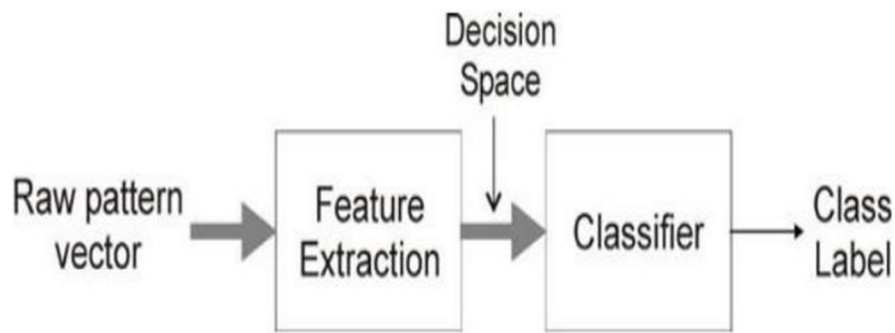 Decision
Space
Raw pattern
vector
Feature
Extraction
Classifier
Class
Label